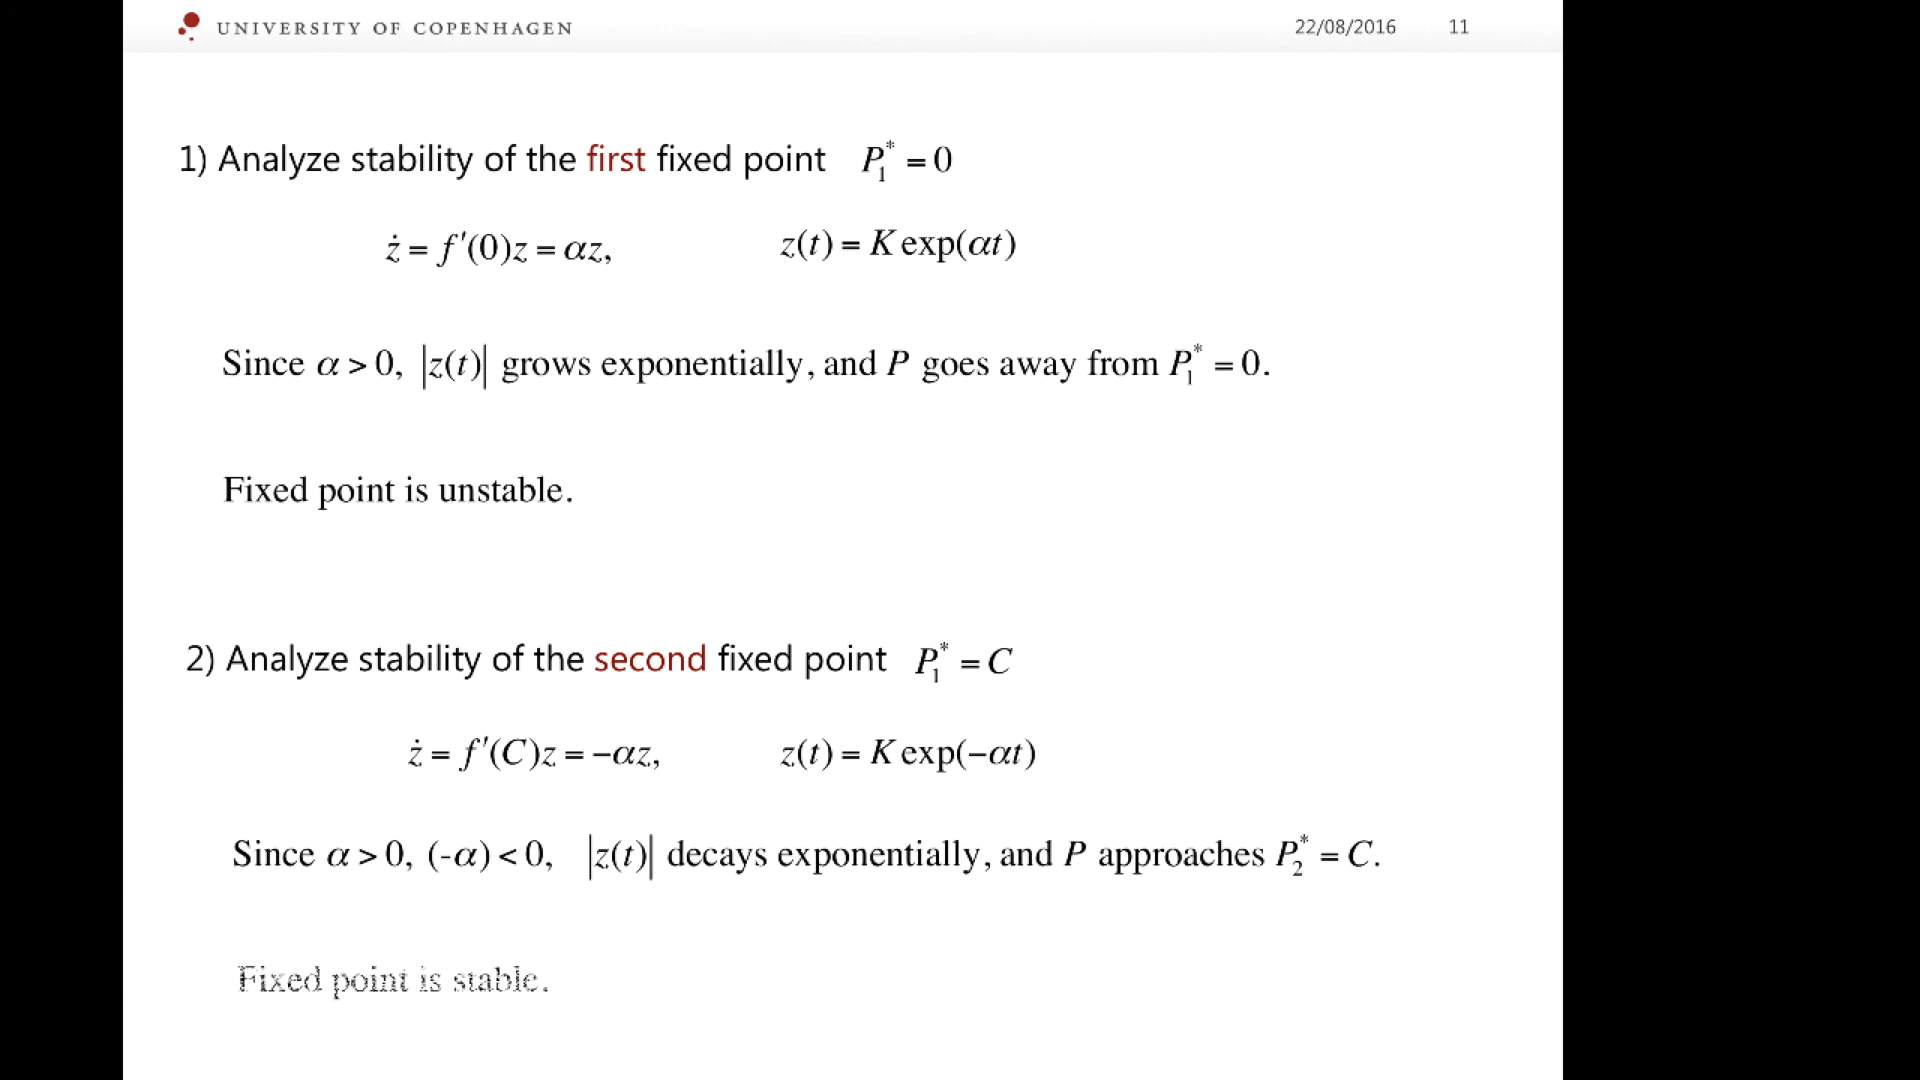 UNIVERSITY OF COPENHAGEN 22/08/2016 11
1) Analyze stability of the first fixed point P₁* = 0
ż = f′(0)z = αz, z(t) = K exp(αt)
Since α > 0, |z(t)| grows exponentially, and P goes away from P₁* = 0.
Fixed point is unstable.
2) Analyze stability of the second fixed point P₁* = C
ż = f′(C)z = −αz, z(t) = K exp(−αt)
Since α > 0, (-α) < 0, |z(t)| decays exponentially, and P approaches P₂* = C.
Fixed point is stable.